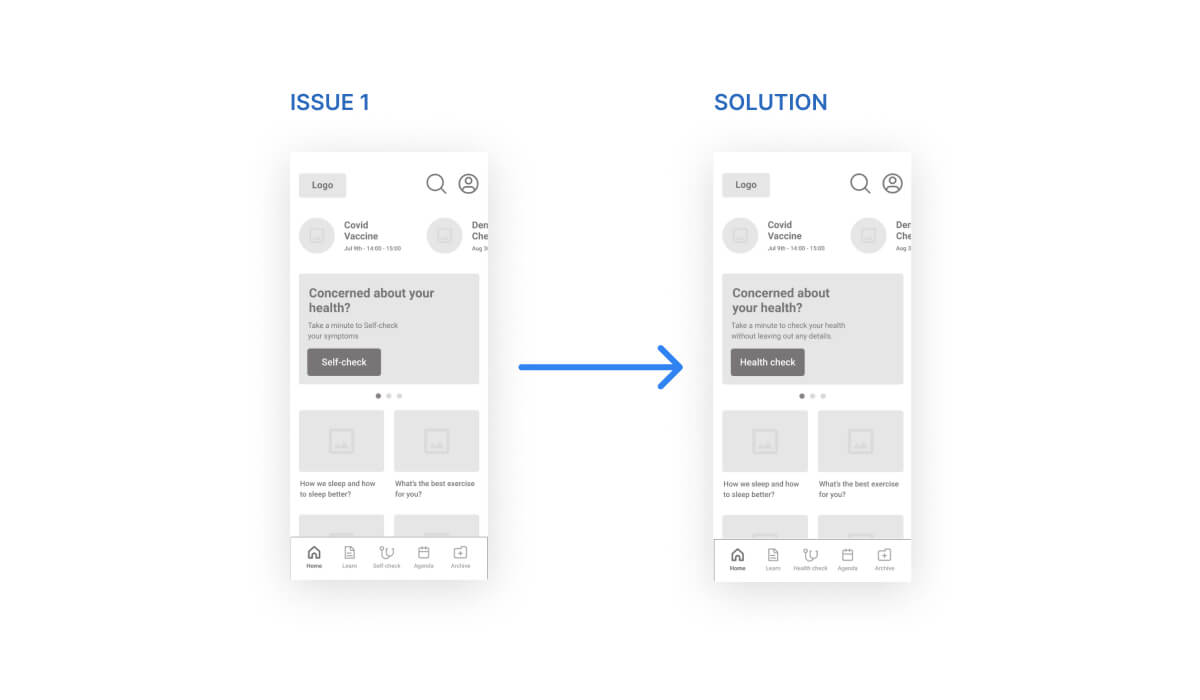 ISSUE 1
Logo
Covid
Vaccine
Jul 9th - 14:00 - 15:00
Den
Che
Aug 3
Concerned about your
health?
Take a minute to Self-check
your symptoms
Self-check
How we sleep and how
to sleep better?
What's the best exercise
for you?
Home
Learn
Self-check
Agenda
Archive
SOLUTION
Logo
Covid
Vaccine
Jul 9th - 14:00 - 15:00
Den
Che
Aug 3
Concerned about
your health?
Take a minute to check your health
without leaving out any details.
Health check
How we sleep and how
to sleep better?
What's the best exercise
for you?
Home
Learn
Health check
Agenda
Archive